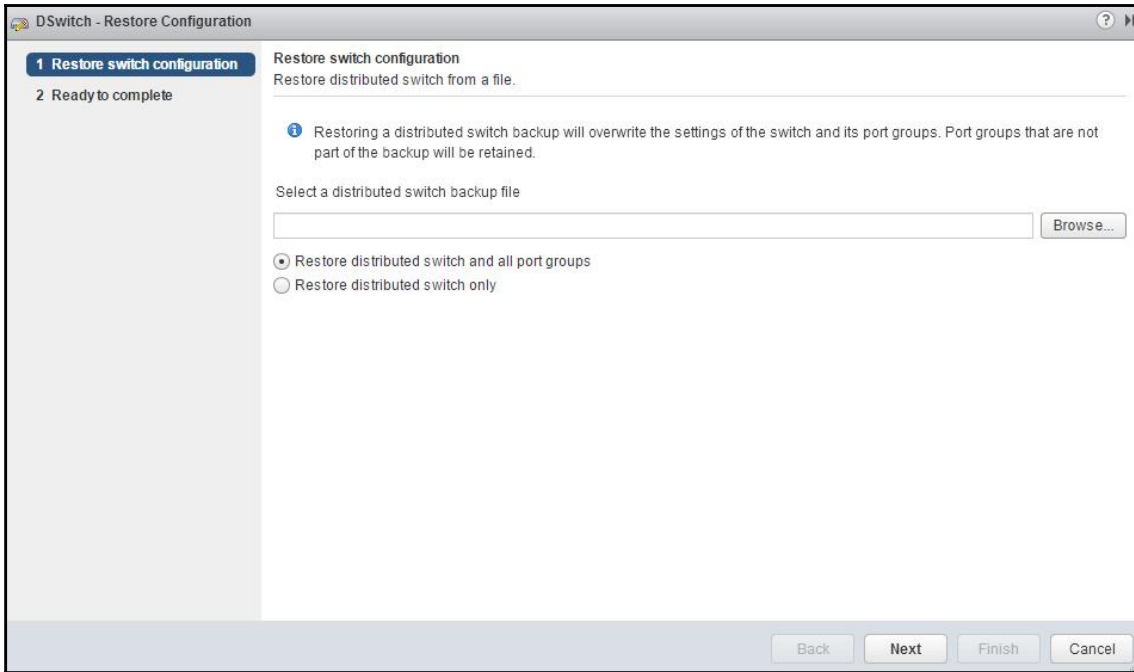 DSwitch - Restore Configuration
?
1 Restore switch configuration
2 Ready to complete
Restore switch configuration
Restore distributed switch from a file.
Restoring a distributed switch backup will overwrite the settings of the switch and its port groups. Port groups that are not
part of the backup will be retained.
Select a distributed switch backup file
Browse...
Restore distributed switch and all port groups
Restore distributed switch only
Back Next Finish Cancel